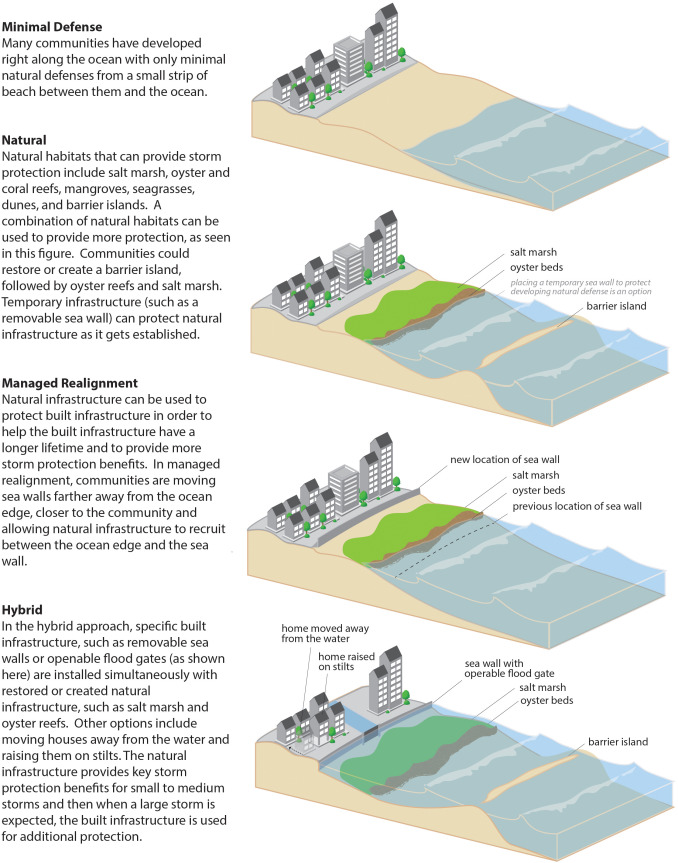 Minimal Defense
Many communities have developed
right along the ocean with only minimal
natural defenses from a small strip of
beach between them and the ocean.
Natural
Natural habitats that can provide storm
protection include salt marsh, oyster and
coral reefs, mangroves, seagrasses,
dunes, and barrier islands.  A
combination of natural habitats can be
used to provide more protection, as seen
in this figure.  Communities could
restore or create a barrier island,
followed by oyster reefs and salt marsh.
Temporary infrastructure (such as a
removable sea wall) can protect natural
infrastructure as it gets established.
salt marsh
oyster beds
placing a temporary sea wall to protect
developing natural defense is an option
barrier island
Managed Realignment
Natural infrastructure can be used to
protect built infrastructure in order to
help the built infrastructure have a
longer lifetime and to provide more
storm protection benefits.  In managed
realignment, communities are moving
sea walls farther away from the ocean
edge, closer to the community and
allowing natural infrastructure to recruit
between the ocean edge and the sea
wall.
new location of sea wall
salt marsh
oyster beds
previous location of sea wall
Hybrid
In the hybrid approach, specific built
infrastructure, such as removable sea
walls or openable flood gates (as shown
here) are installed simultaneously with
restored or created natural
infrastructure, such as salt marsh and
oyster reefs.  Other options include
moving houses away from the water and
raising them on stilts. The natural
infrastructure provides key storm
protection benefits for small to medium
storms and then when a large storm is
expected, the built infrastructure is used
for additional protection.
home moved away
from the water
home raised
on stilts
sea wall with
operable flood gate
salt marsh
oyster beds
barrier island